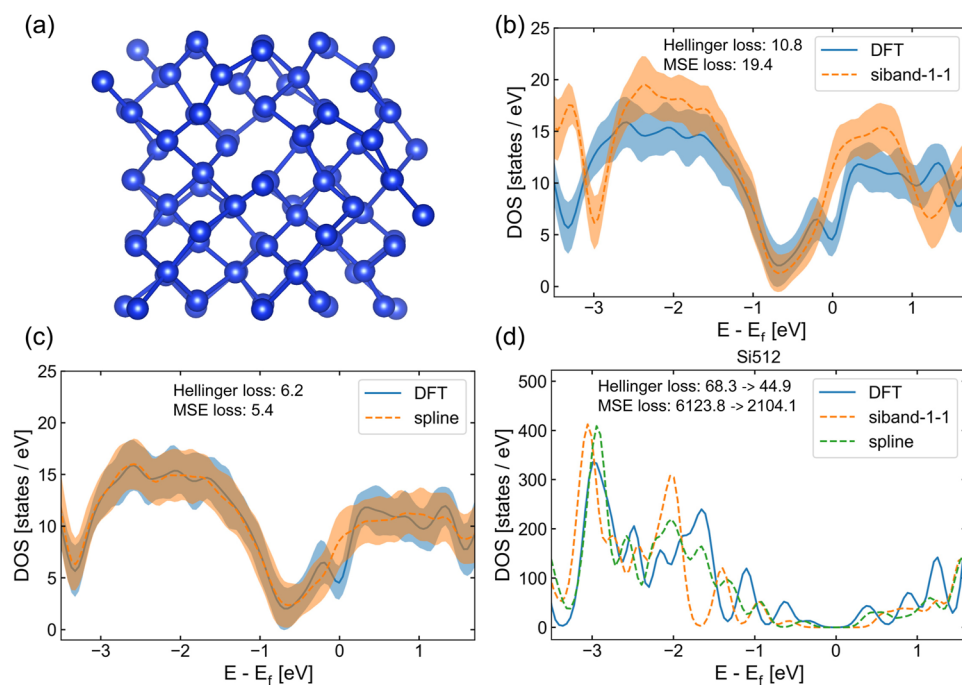 (a)
(b)
Hellinger loss: 10.8
MSE loss: 19.4
DFT
siband-1-1
25
20
15
10
5
0
DOS [states / eV]
−3
−2
−1
0
1
E - E_f [eV]
(c)
Hellinger loss: 6.2
MSE loss: 5.4
DFT
spline
25
20
15
10
5
0
DOS [states / eV]
−3
−2
−1
0
1
E - E_f [eV]
(d)
Si512
Hellinger loss: 68.3 -> 44.9
MSE loss: 6123.8 -> 2104.1
DFT
siband-1-1
spline
500
400
300
200
100
0
DOS [states / eV]
−3
−2
−1
0
1
E - E_f [eV]